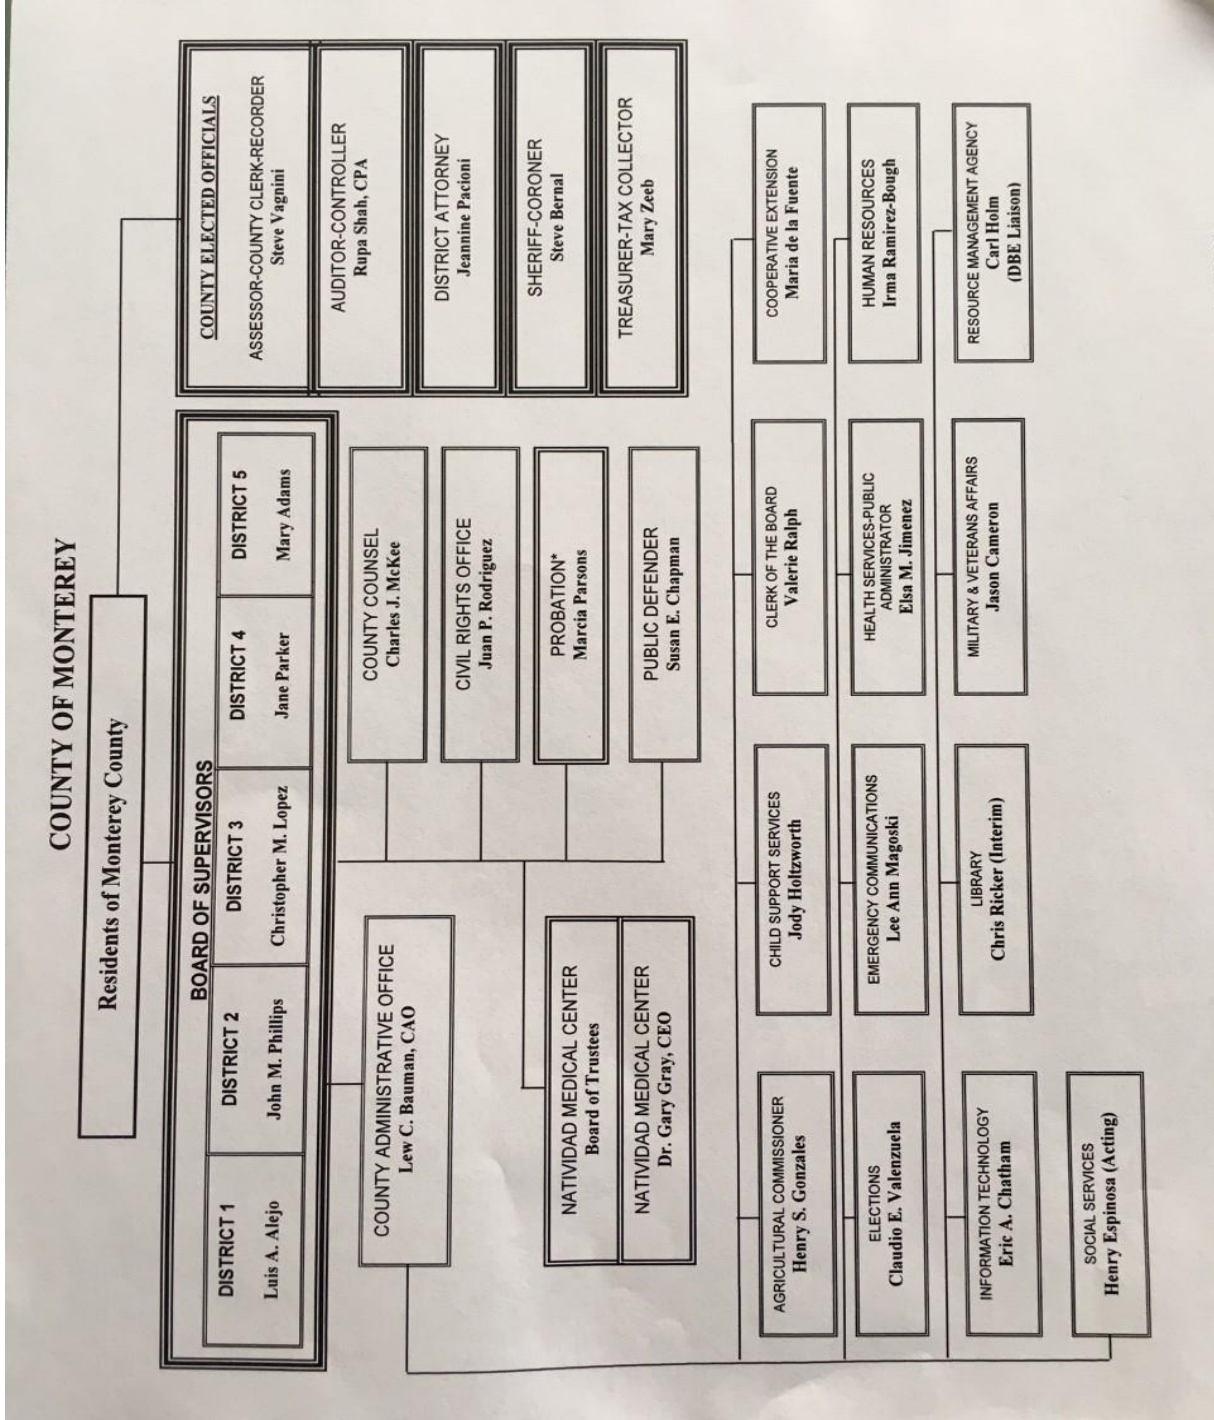 COUNTY OF MONTEREY
Residents of Monterey County
BOARD OF SUPERVISORS
DISTRICT 1
Luis A. Alejo
DISTRICT 2
John M. Phillips
DISTRICT 3
Christopher M. Lopez
DISTRICT 4
Jane Parker
DISTRICT 5
Mary Adams
COUNTY ELECTED OFFICIALS
ASSESSOR-COUNTY CLERK-RECORDER
Steve Vagnini
AUDITOR-CONTROLLER
Rupa Shah, CPA
DISTRICT ATTORNEY
Jeannine Pacioni
SHERIFF-CORONER
Steve Bernal
TREASURER-TAX COLLECTOR
Mary Zeeb
COUNTY ADMINISTRATIVE OFFICE
Lew C. Bauman, CAO
COUNTY COUNSEL
Charles J. McKee
CIVIL RIGHTS OFFICE
Juan P. Rodriguez
PROBATION*
Marcia Parsons
PUBLIC DEFENDER
Susan E. Chapman
NATIVIDAD MEDICAL CENTER
Board of Trustees
NATIVIDAD MEDICAL CENTER
Dr. Gary Gray, CEO
AGRICULTURAL COMMISSIONER
Henry S. Gonzales
CHILD SUPPORT SERVICES
Jody Holtzworth
CLERK OF THE BOARD
Valerie Ralph
COOPERATIVE EXTENSION
Maria de la Fuente
ELECTIONS
Claudio E. Valenzuela
EMERGENCY COMMUNICATIONS
Lee Ann Magoski
HEALTH SERVICES-PUBLIC
ADMINISTRATOR
Elsa M. Jimenez
HUMAN RESOURCES
Irma Ramirez-Bough
INFORMATION TECHNOLOGY
Eric A. Chatham
LIBRARY
Chris Ricker (Interim)
MILITARY & VETERANS AFFAIRS
Jason Cameron
RESOURCE MANAGEMENT AGENCY
Carl Holm
(DBE Liaison)
SOCIAL SERVICES
Henry Espinosa (Acting)